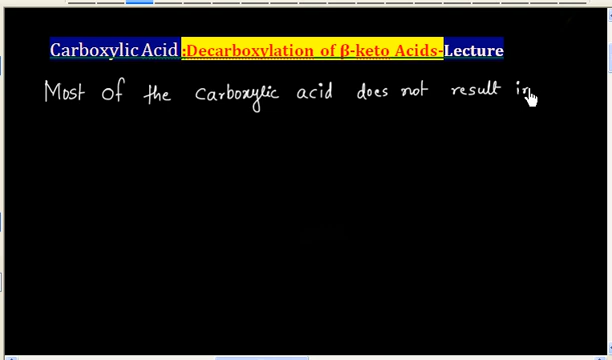 Carboxylic Acid :Decarboxylation of β-keto Acids-Lecture
Most of the carboxylic acid does not result in